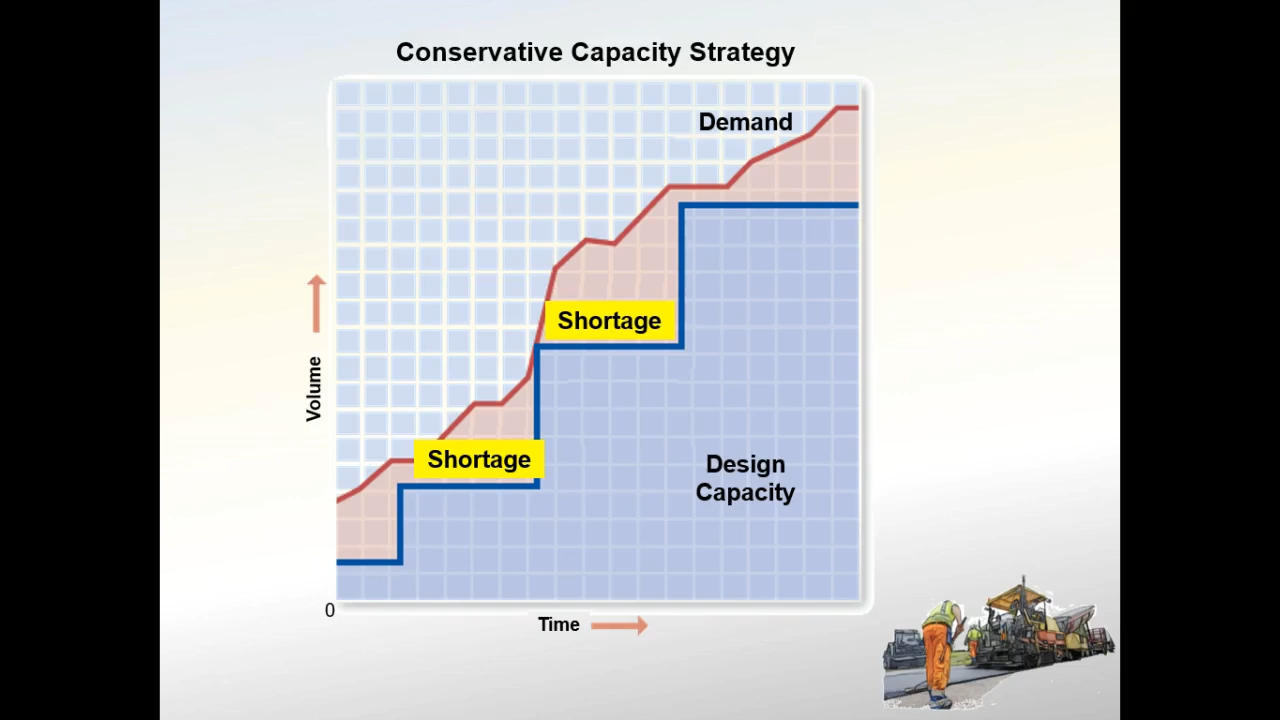 Conservative Capacity Strategy
Demand
Shortage
Volume
Shortage
Design
Capacity
0
Time